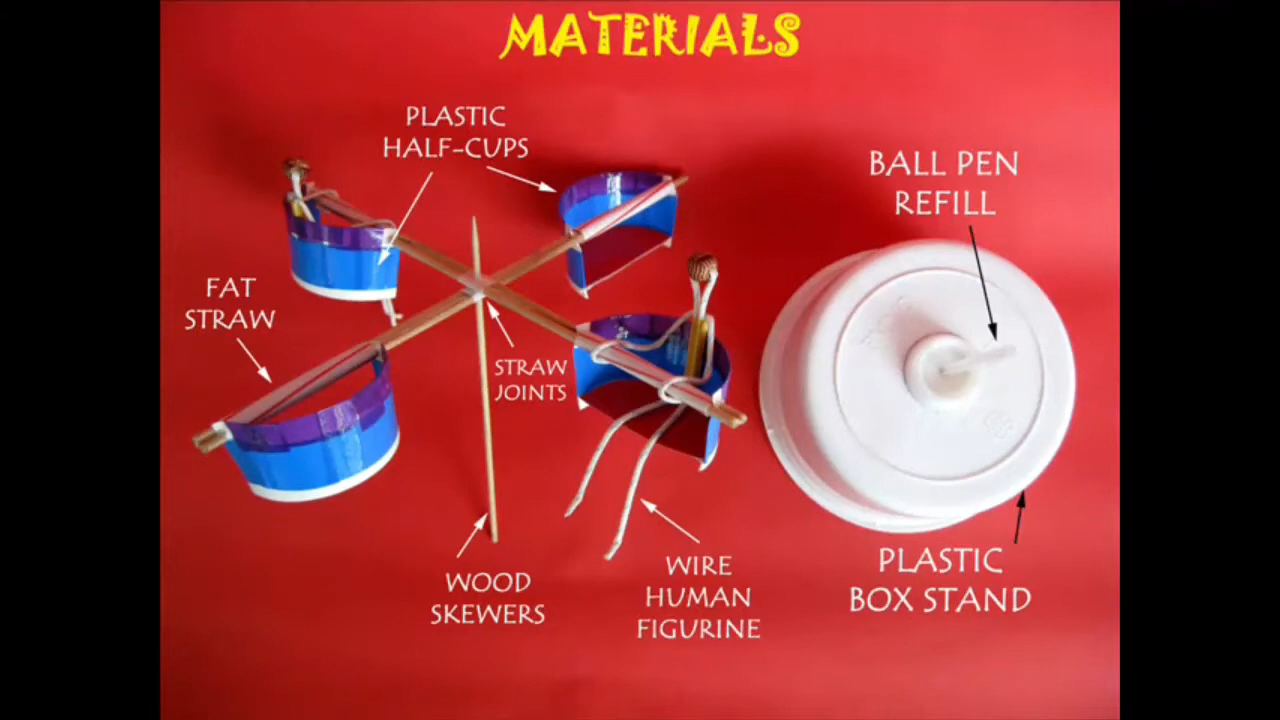 MATERIALS
PLASTIC
HALF-CUPS
BALL PEN
REFILL
FAT
STRAW
STRAW
JOINTS
WOOD
SKEWERS
WIRE
HUMAN
FIGURINE
PLASTIC
BOX STAND